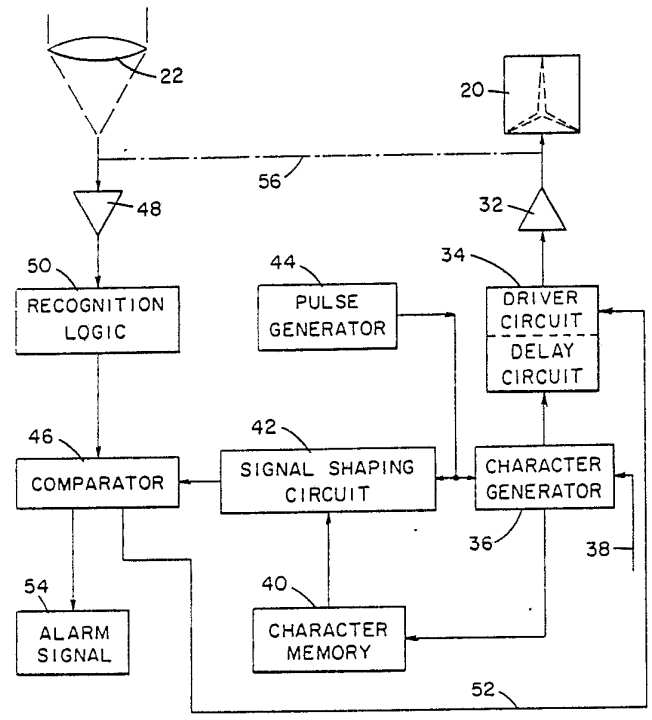 22
20
56
48
32
50
RECOGNITION
LOGIC
44
PULSE
GENERATOR
34
DRIVER
CIRCUIT
DELAY
CIRCUIT
46
COMPARATOR
42
SIGNAL SHAPING
CIRCUIT
CHARACTER
GENERATOR
36
38
54
ALARM
SIGNAL
40
CHARACTER
MEMORY
52